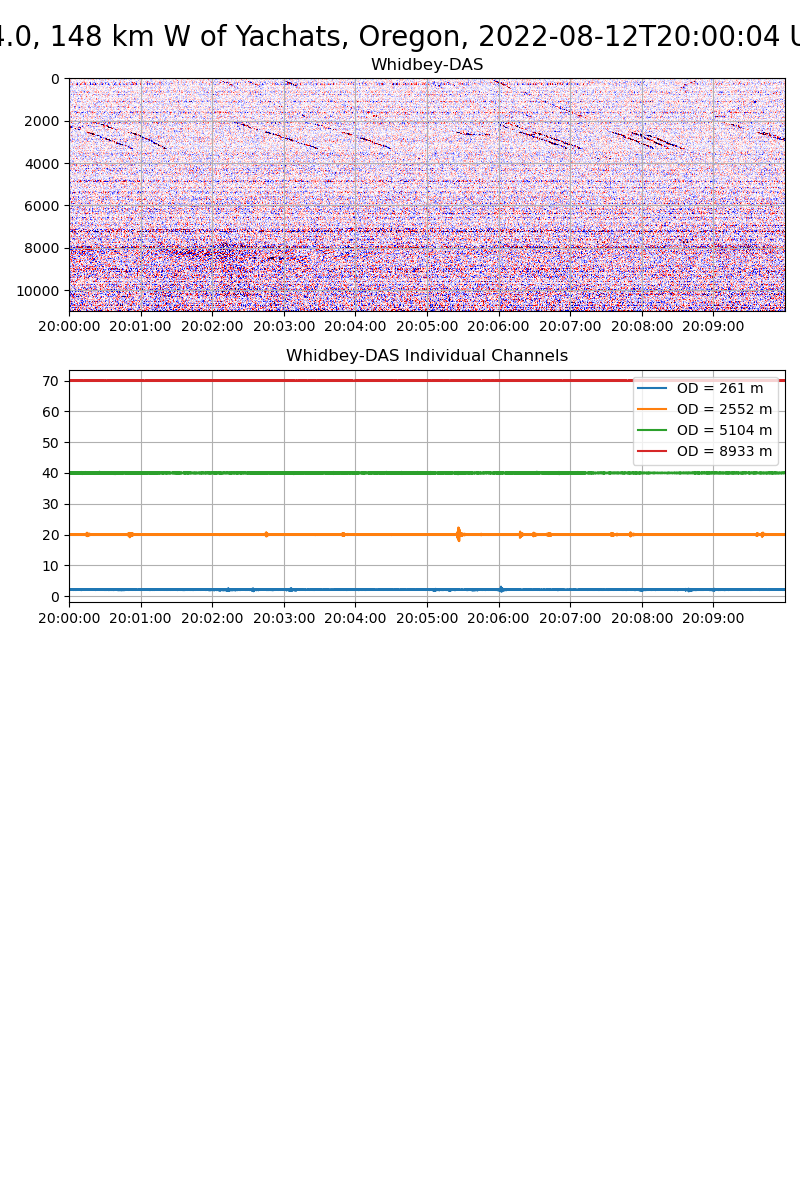 4.0, 148 km W of Yachats, Oregon, 2022-08-12T20:00:04 U
Whidbey-DAS
0
2000
4000
6000
8000
10000
20:00:00 20:01:00 20:02:00 20:03:00 20:04:00 20:05:00 20:06:00 20:07:00 20:08:00 20:09:00
Whidbey-DAS Individual Channels
70
60
50
40
30
20
10
0
OD = 261 m
OD = 2552 m
OD = 5104 m
OD = 8933 m
20:00:00 20:01:00 20:02:00 20:03:00 20:04:00 20:05:00 20:06:00 20:07:00 20:08:00 20:09:00